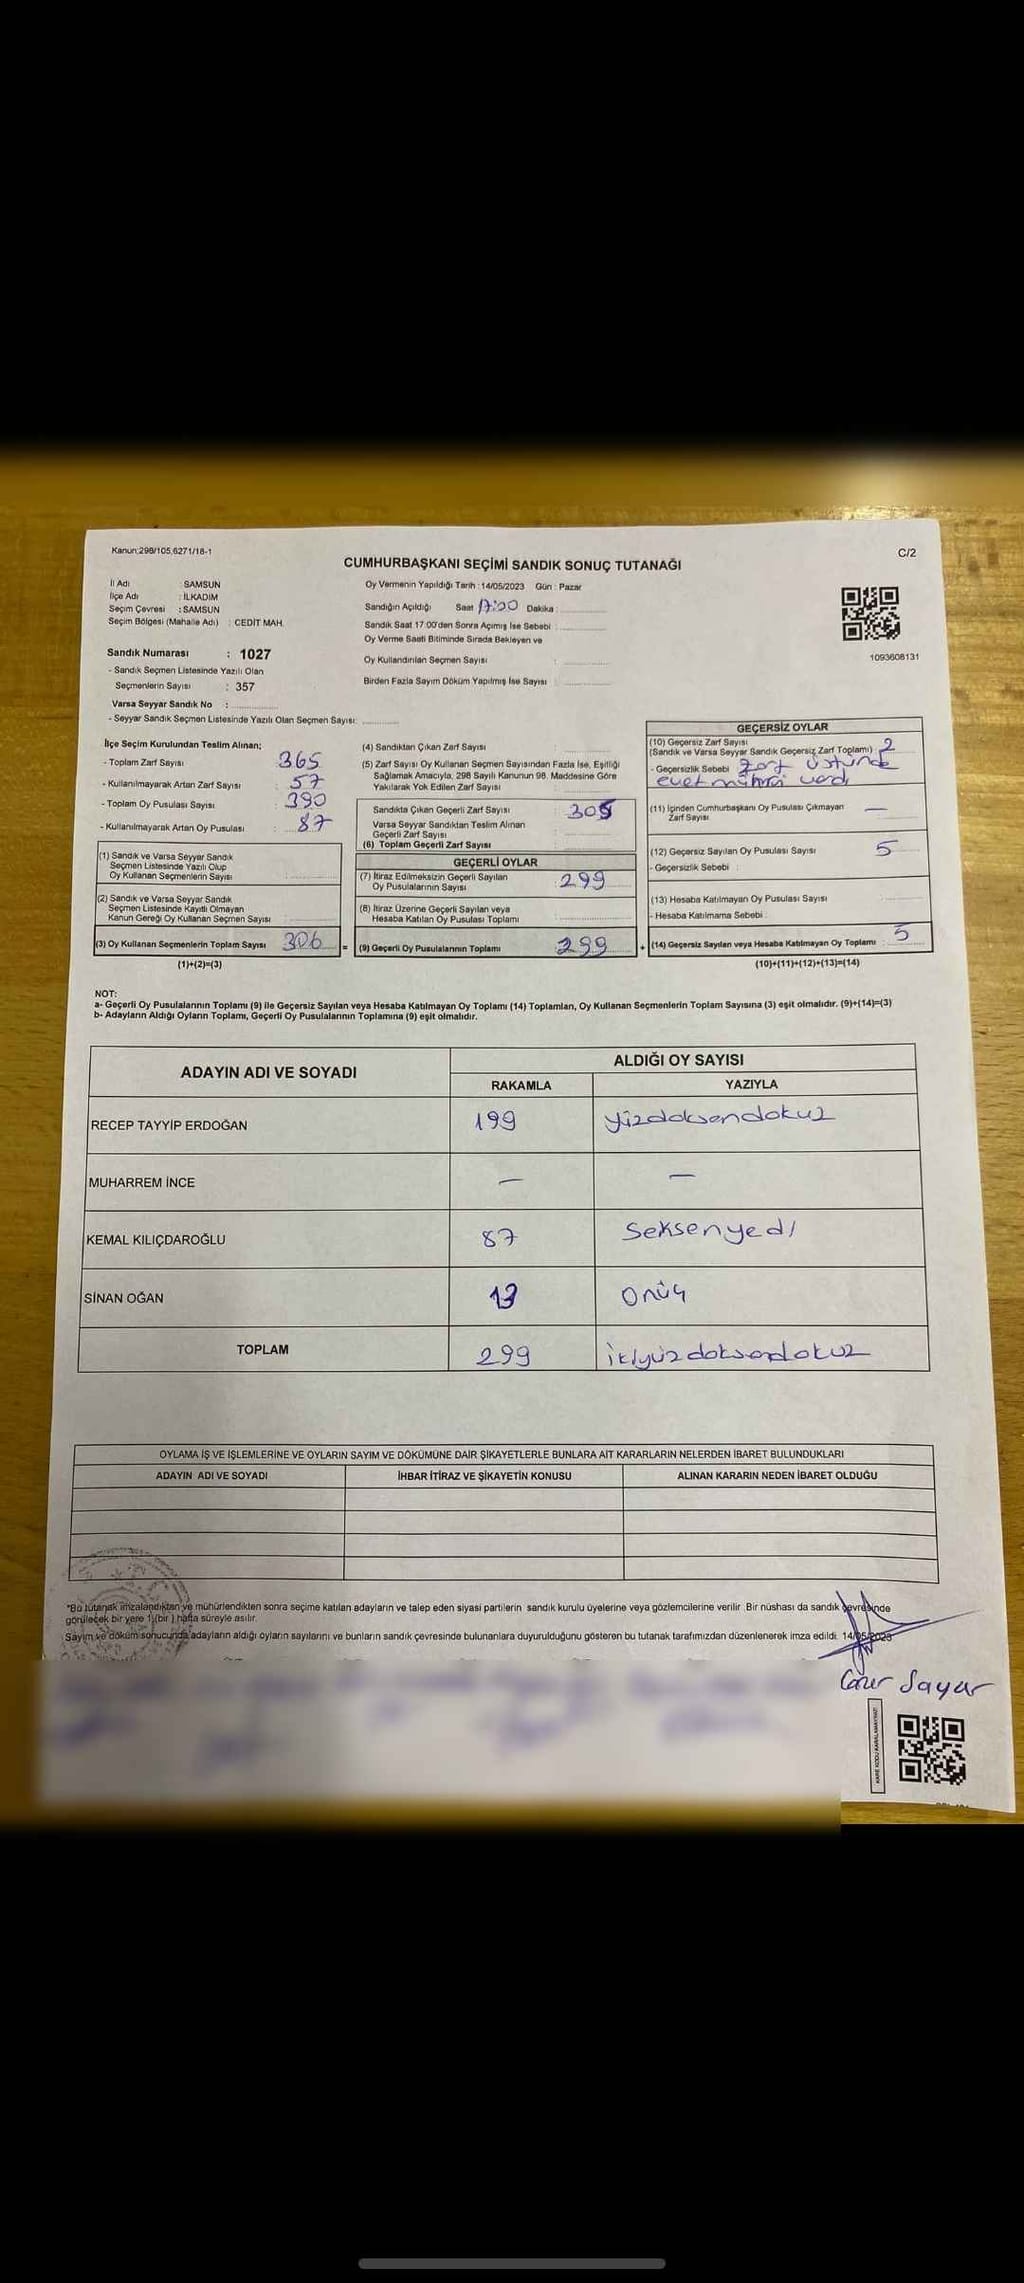 Kanun;298/105,6271/18-1
C/2
CUMHURBAŞKANI SEÇİMİ SANDIK SONUÇ TUTANAĞI
İl Adı : SAMSUN
İlçe Adı : İLKADIM
Seçim Çevresi : SAMSUN
Seçim Bölgesi (Mahalle Adı) : CEDİT MAH.
Sandık Numarası : 1027
- Sandık Seçmen Listesinde Yazılı Olan
Seçmenlerin Sayısı : 357
Varsa Seyyar Sandık No :
- Seyyar Sandık Seçmen Listesinde Yazılı Olan Seçmen Sayısı:
Oy Vermenin Yapıldığı Tarih : 14/05/2023 Gün : Pazar
Sandığın Açıldığı Saat 17:00 Dakika :
Sandık Saat 17:00'den Sonra Açımış İse Sebebi :
Oy Verme Saati Bitiminde Sırada Bekleyen ve
Oy Kullandırılan Seçmen Sayısı :
Birden Fazla Sayım Döküm Yapılmış İse Sayısı :
1093608131
İlçe Seçim Kurulundan Teslim Alınan;
- Toplam Zarf Sayısı : 365
- Kullanılmayarak Artan Zarf Sayısı : 57
- Toplam Oy Pusulası Sayısı : 390
- Kullanılmayarak Artan Oy Pusulası : 87
(1) Sandık ve Varsa Seyyar Sandık
Seçmen Listesinde Yazılı Olup
Oy Kullanan Seçmenlerin Sayısı
(2) Sandık ve Varsa Seyyar Sandık
Seçmen Listesinde Kayıtlı Olmayan
Kanun Gereği Oy Kullanan Seçmen Sayısı
(3) Oy Kullanan Seçmenlerin Toplam Sayısı 306 =
(1)+(2)=(3)
(4) Sandıktan Çıkan Zarf Sayısı :
(5) Zarf Sayısı Oy Kullanan Seçmen Sayısından Fazla İse, Eşitliği
Sağlamak Amacıyla, 298 Sayılı Kanunun 98. Maddesine Göre
Yakılarak Yok Edilen Zarf Sayısı :
Sandıkta Çıkan Geçerli Zarf Sayısı : 305
Varsa Seyyar Sandıktan Teslim Alınan
Geçerli Zarf Sayısı :
(6) Toplam Geçerli Zarf Sayısı
GEÇERLİ OYLAR
(7) İtiraz Edilmeksizin Geçerli Sayılan
Oy Pusulalarının Sayısı : 299
(8) İtiraz Üzerine Geçerli Sayılan veya
Hesaba Katılan Oy Pusulası Toplamı :
(9) Geçerli Oy Pusulalarının Toplamı : 299 +
GEÇERSİZ OYLAR
(10) Geçersiz Zarf Sayısı
(Sandık ve Varsa Seyyar Sandık Geçersiz Zarf Toplamı) : 2
- Geçersizlik Sebebi : Zarf üstünde
evet mührü vardı
(11) İçinden Cumhurbaşkanı Oy Pusulası Çıkmayan
Zarf Sayısı : —
(12) Geçersiz Sayılan Oy Pusulası Sayısı : 5
- Geçersizlik Sebebi :
(13) Hesaba Katılmayan Oy Pusulası Sayısı :
- Hesaba Katılmama Sebebi :
(14) Geçersiz Sayılan veya Hesaba Katılmayan Oy Toplamı : 5
(10)+(11)+(12)+(13)=(14)
NOT:
a- Geçerli Oy Pusulalarının Toplamı (9) ile Geçersiz Sayılan veya Hesaba Katılmayan Oy Toplamı (14) Toplamları, Oy Kullanan Seçmenlerin Toplam Sayısına (3) eşit olmalıdır. (9)+(14)=(3)
b- Adayların Aldığı Oyların Toplamı, Geçerli Oy Pusulalarının Toplamına (9) eşit olmalıdır.
ADAYIN ADI VE SOYADI
ALDIĞI OY SAYISI
RAKAMLA YAZIYLA
RECEP TAYYİP ERDOĞAN 199 yüzdoksandokuz
MUHARREM İNCE — —
KEMAL KILIÇDAROĞLU 87 Seksenyedi
SİNAN OĞAN 13 Onüç
TOPLAM 299 ikiyüzdoksandokuz
OYLAMA İŞ VE İŞLEMLERİNE VE OYLARIN SAYIM VE DÖKÜMÜNE DAİR ŞİKAYETLERLE BUNLARA AİT KARARLARIN NELERDEN İBARET BULUNDUKLARI
ADAYIN ADI VE SOYADI İHBAR İTİRAZ VE ŞİKAYETİN KONUSU ALINAN KARARIN NEDEN İBARET OLDUĞU
"Bu tutanak imzalandıktan ve mühürlendikten sonra seçime katılan adayların ve talep eden siyasi partilerin sandık kurulu üyelerine veya gözlemcilerine verilir. Bir nüshası da sandık çevresinde
görülecek bir yere 1 (bir) hafta süreyle asılır.
Sayım ve döküm sonucunda adayların aldığı oyların sayılarını ve bunların sandık çevresinde bulunanlara duyurulduğunu gösteren bu tutanak tarafımızdan düzenlenerek imza edildi. 14/05/2023
Sayar
KARE KODU KARALAMAYINIZ!